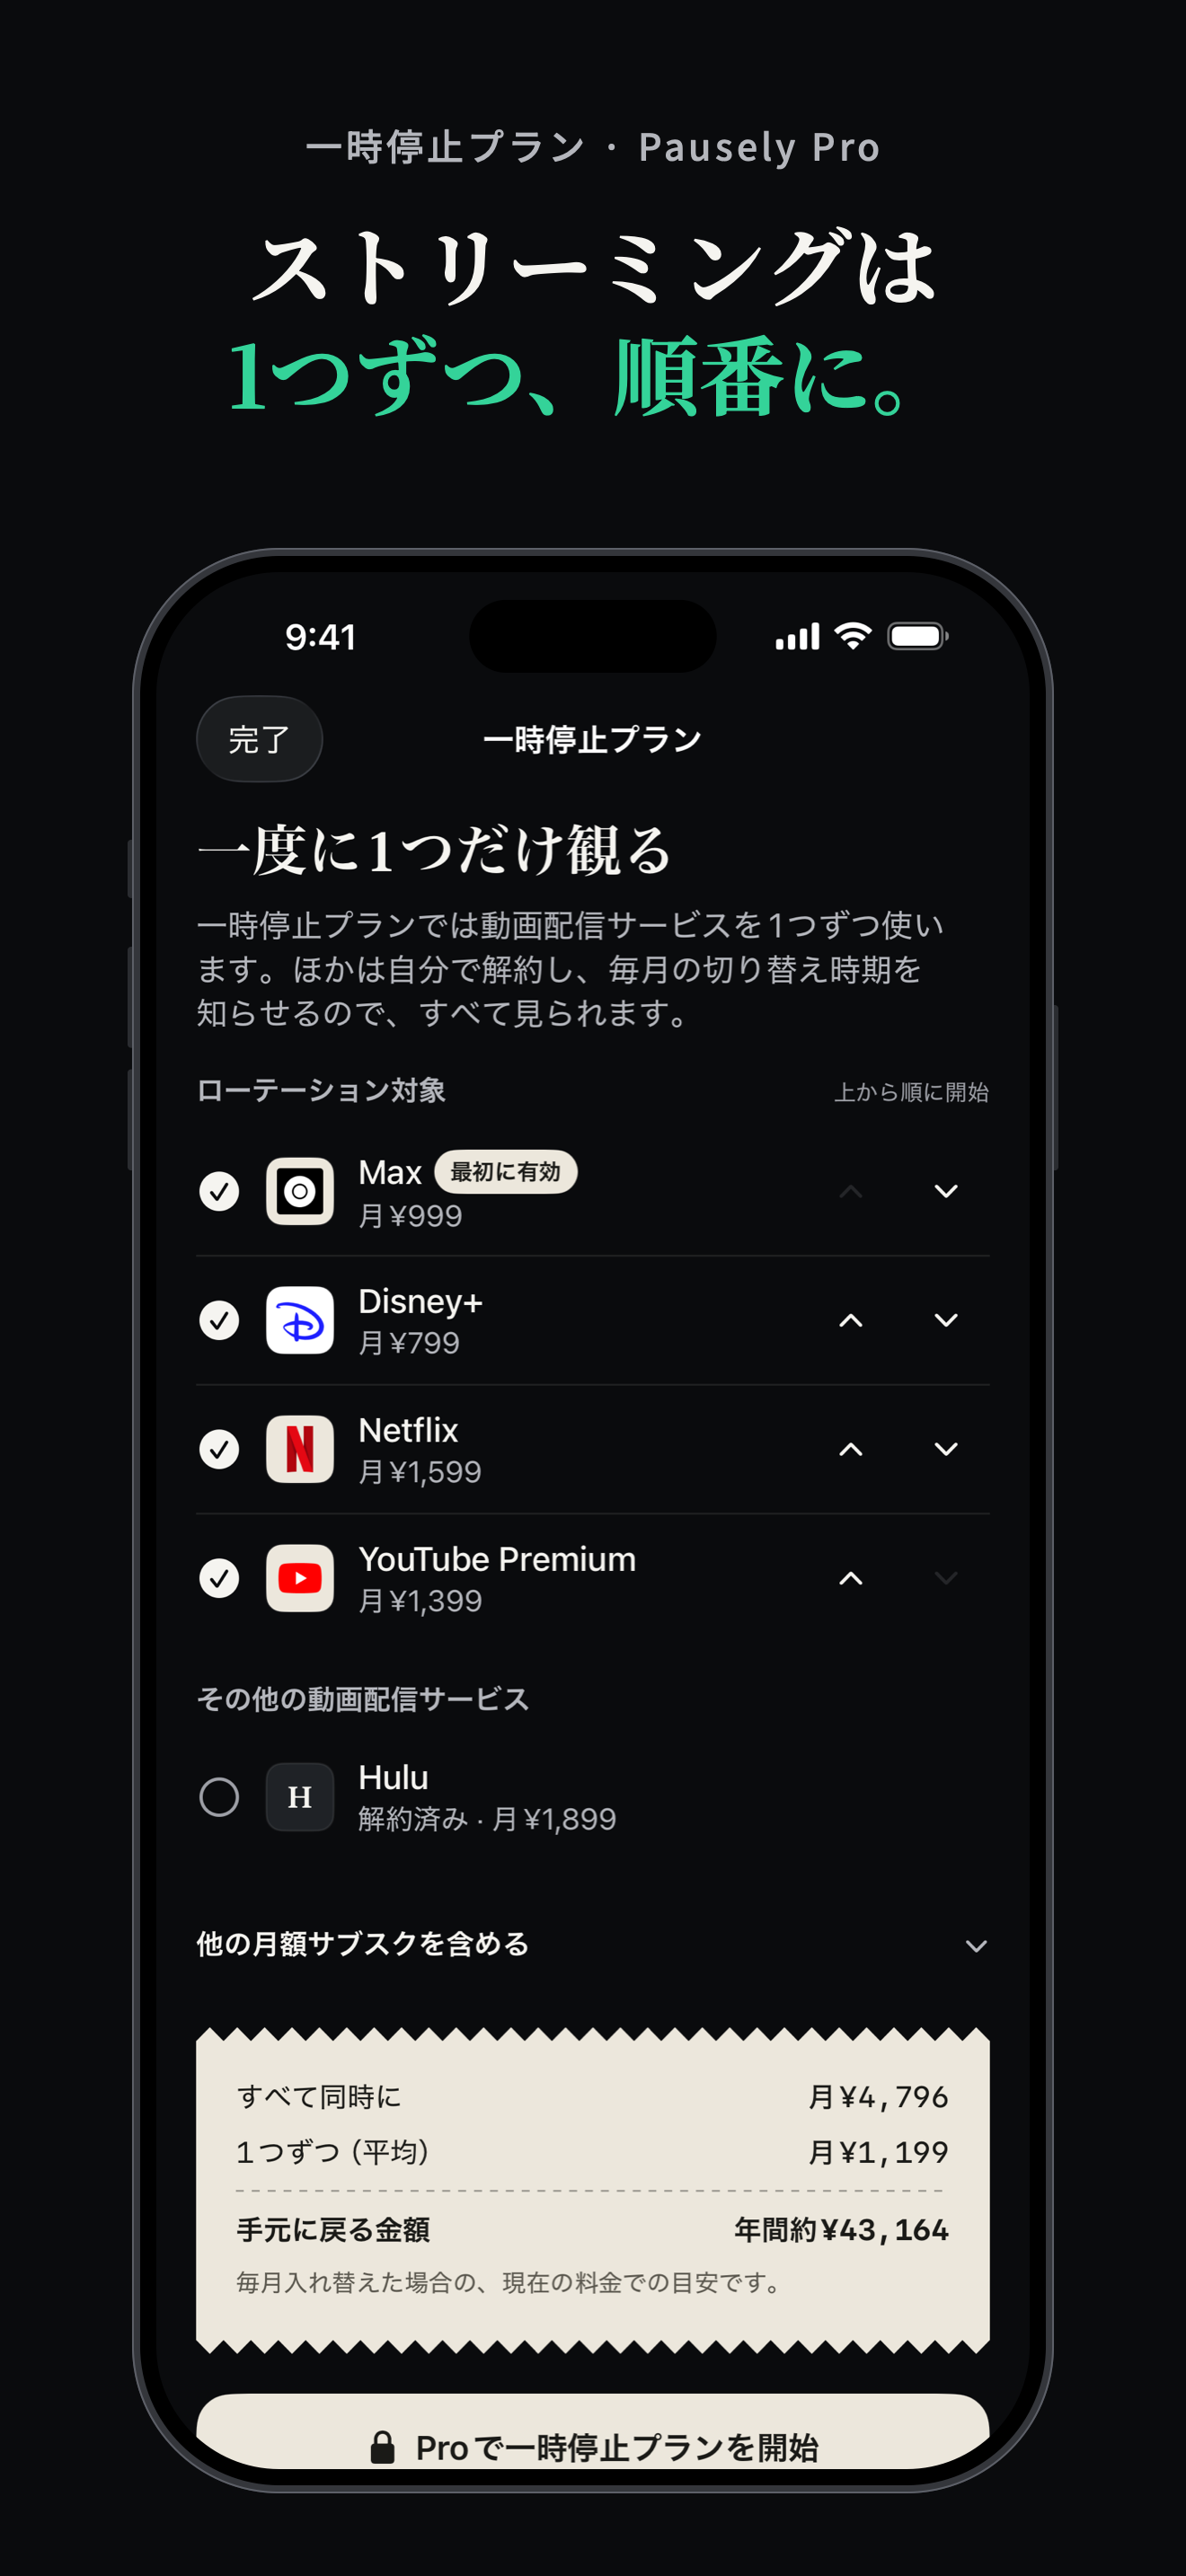 一時停止プラン · Pausely Pro
ストリーミングは
1つずつ、順番に。
9:41
完了
一時停止プラン
一度に1つだけ観る
一時停止プランでは動画配信サービスを1つずつ使い
ます。ほかは自分で解約し、毎月の切り替え時期を
知らせるので、すべて見られます。
ローテーション対象
上から順に開始
Max 最初に有効
月¥999
Disney+
月¥799
Netflix
月¥1,599
YouTube Premium
月¥1,399
その他の動画配信サービス
H
Hulu
解約済み · 月¥1,899
他の月額サブスクを含める
すべて同時に 月¥4,796
1つずつ（平均） 月¥1,199
手元に戻る金額 年間約¥43,164
毎月入れ替えた場合の、現在の料金での目安です。
Proで一時停止プランを開始